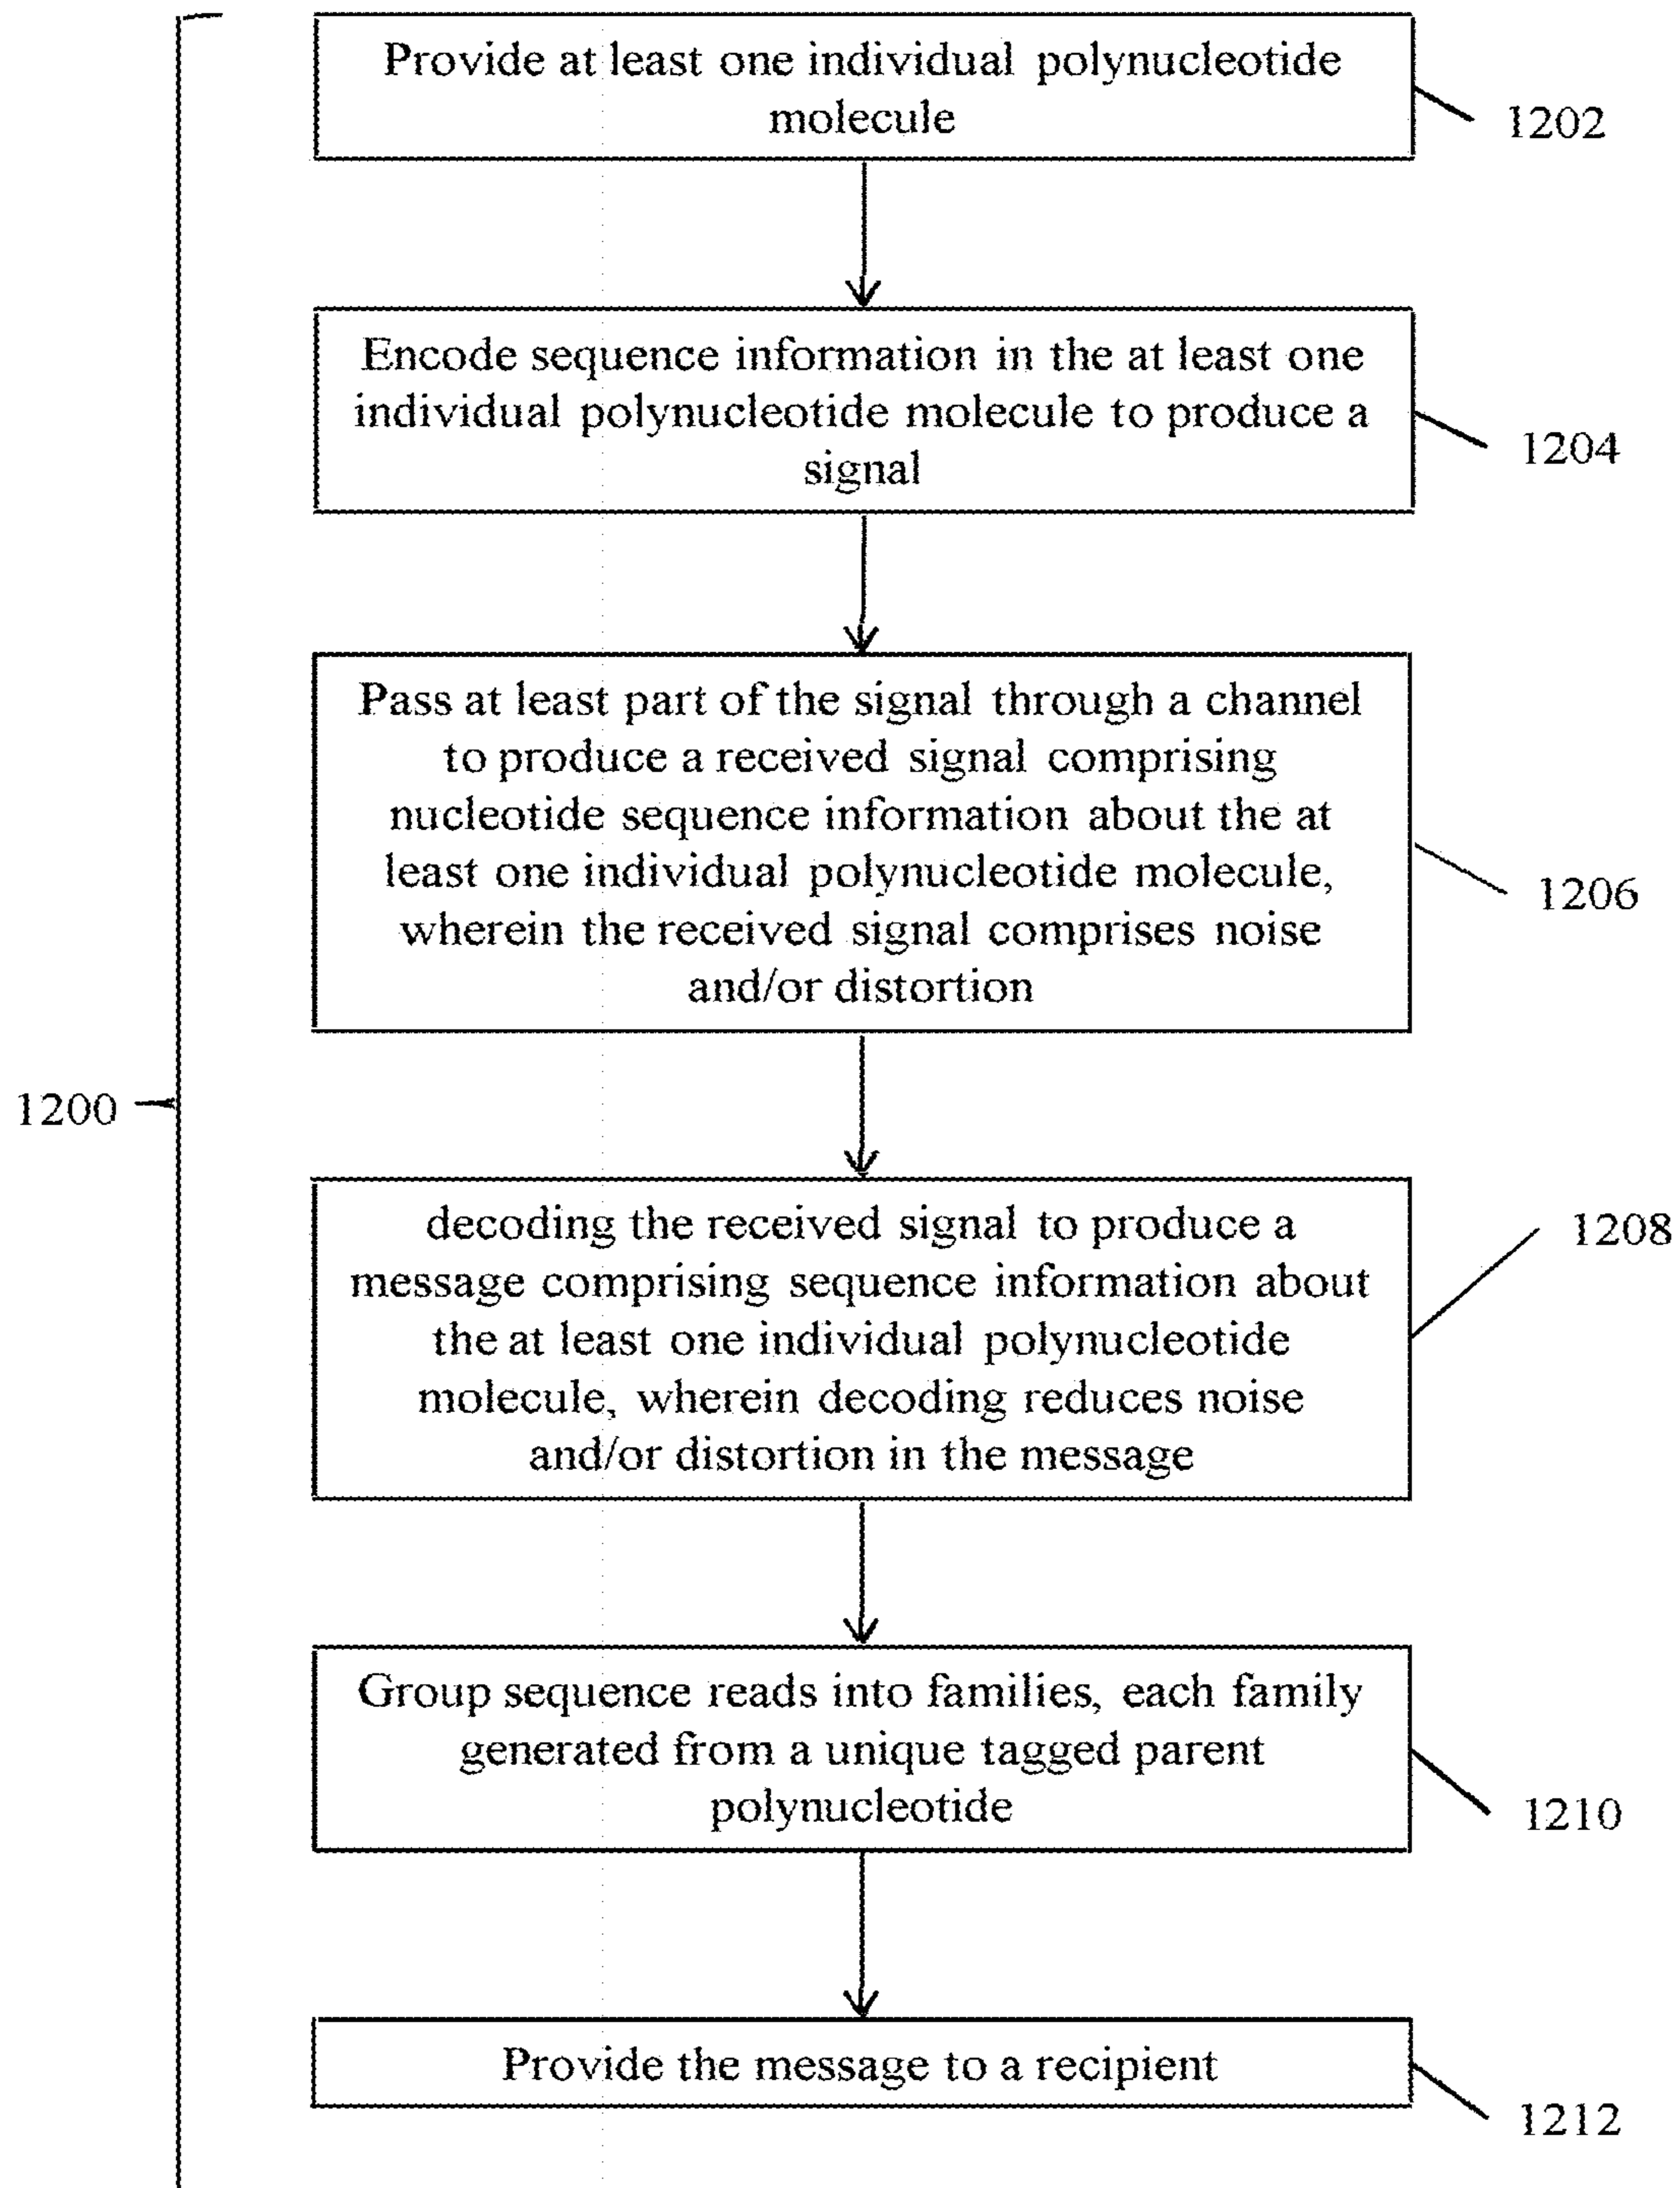 Provide at least one individual polynucleotide
molecule
1202
Encode sequence information in the at least one
individual polynucleotide molecule to produce a
signal
1204
Pass at least part of the signal through a channel
to produce a received signal comprising
nucleotide sequence information about the at
least one individual polynucleotide molecule,
wherein the received signal comprises noise
and/or distortion
1206
1200
decoding the received signal to produce a
message comprising sequence information about
the at least one individual polynucleotide
molecule, wherein decoding reduces noise
and/or distortion in the message
1208
Group sequence reads into families, each family
generated from a unique tagged parent
polynucleotide
1210
Provide the message to a recipient
1212